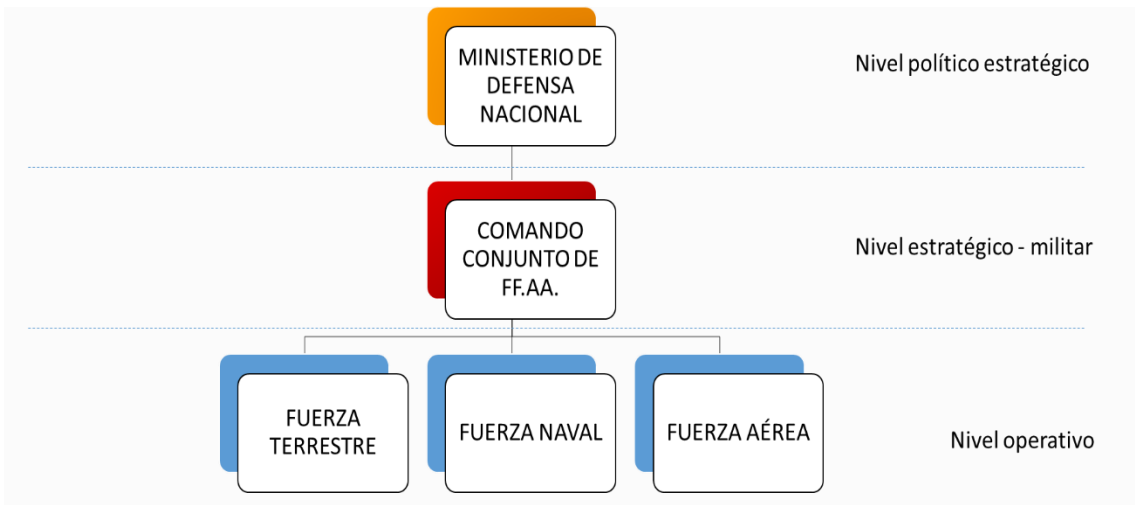 MINISTERIO DE
DEFENSA
NACIONAL
Nivel político estratégico
COMANDO
CONJUNTO DE
FF.AA.
Nivel estratégico - militar
FUERZA
TERRESTRE
FUERZA NAVAL
FUERZA AÉREA
Nivel operativo